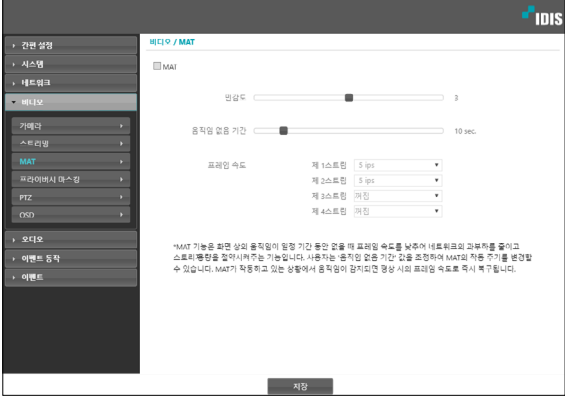 IDIS
간편 설정
시스템
네트워크
비디오
카메라
스트리밍
MAT
프라이버시 마스킹
PTZ
OSD
오디오
이벤트 동작
이벤트
비디오 / MAT
MAT
민감도 3
움직임 없음 기간 10 sec.
프레임 속도 제 1스트림 5 ips
제 2스트림 5 ips
제 3스트림 꺼짐
제 4스트림 꺼짐
*MAT 기능은 화면 상의 움직임이 일정 기간 동안 없을 때 프레임 속도를 낮추어 네트워크의 과부하를 줄이고
스토리지 용량을 절약시켜주는 기능입니다. 사용자는 '움직임 없음 기간' 값을 조정하여 MAT의 작동 주기를 변경할
수 있습니다. MAT가 작동하고 있는 상황에서 움직임이 감지되면 평상 시의 프레임 속도로 즉시 복구됩니다.
저장